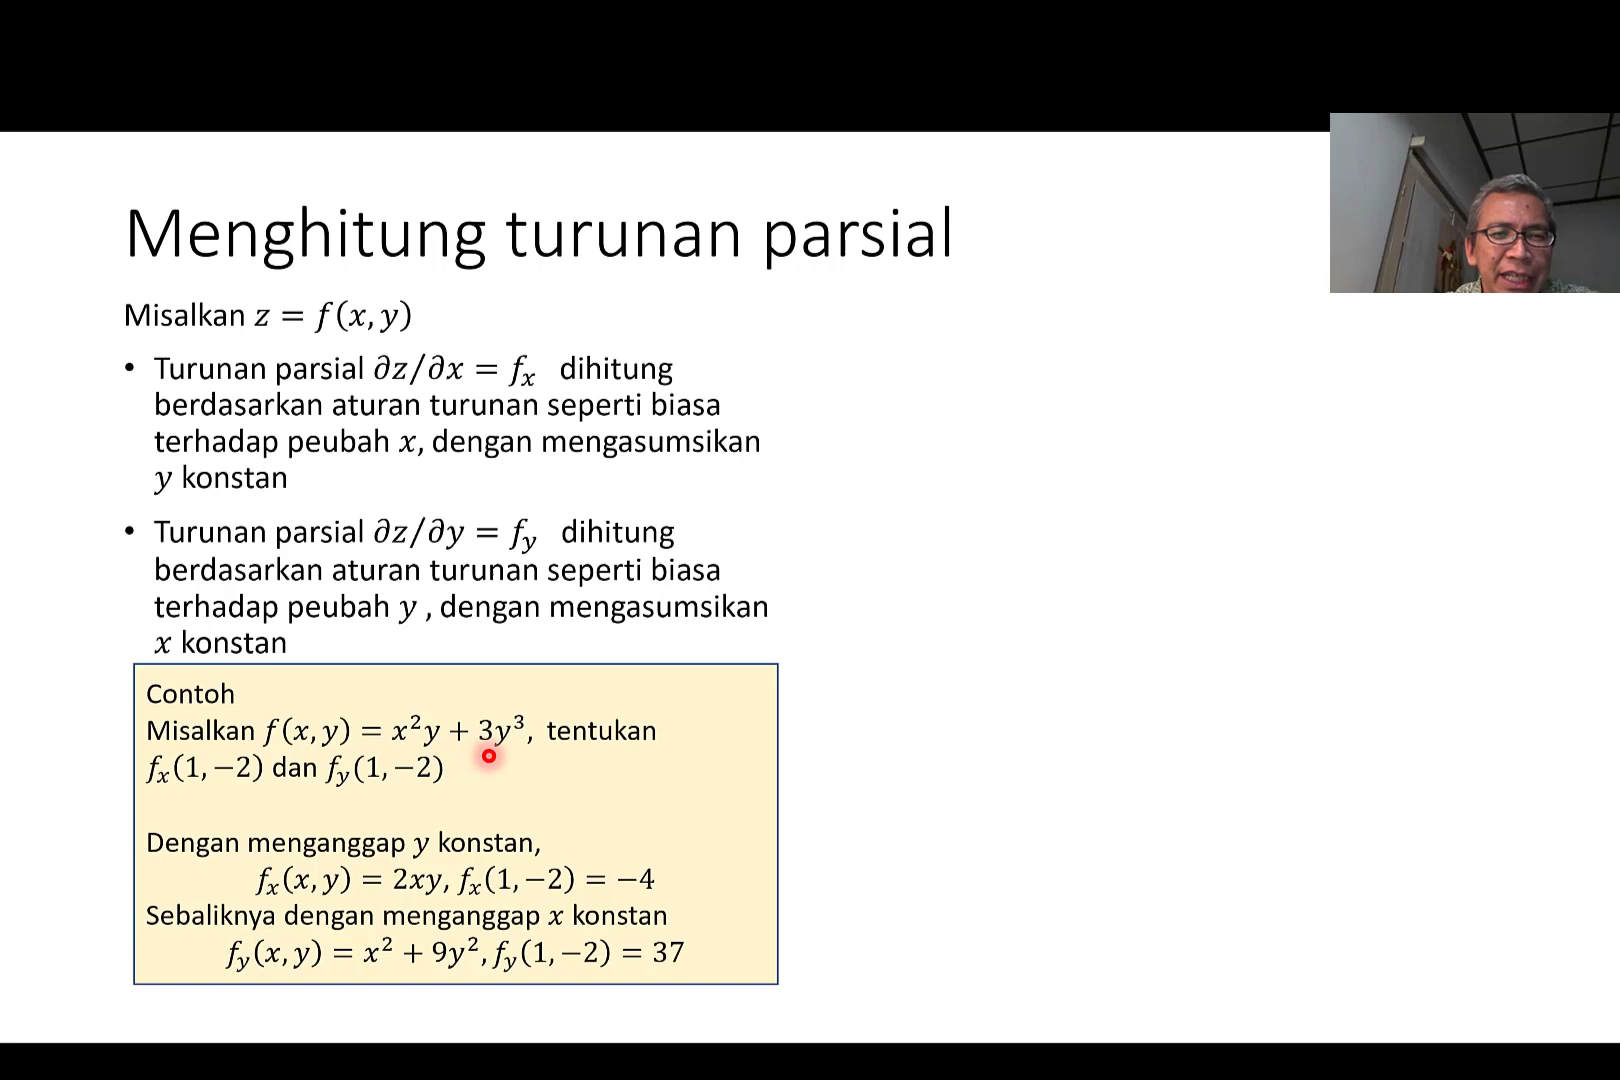 Menghitung turunan parsial
Misalkan 𝑧 = 𝑓(𝑥, 𝑦)
• Turunan parsial 𝜕𝑧/𝜕𝑥 = 𝑓ₓ dihitung
berdasarkan aturan turunan seperti biasa
terhadap peubah 𝑥, dengan mengasumsikan
𝑦 konstan
• Turunan parsial 𝜕𝑧/𝜕𝑦 = 𝑓_𝑦 dihitung
berdasarkan aturan turunan seperti biasa
terhadap peubah 𝑦 , dengan mengasumsikan
𝑥 konstan
Contoh
Misalkan 𝑓(𝑥, 𝑦) = 𝑥²𝑦 + 3𝑦³, tentukan
𝑓ₓ(1, −2) dan 𝑓_𝑦(1, −2)
Dengan menganggap 𝑦 konstan,
𝑓ₓ(𝑥, 𝑦) = 2𝑥𝑦, 𝑓ₓ(1, −2) = −4
Sebaliknya dengan menganggap 𝑥 konstan
𝑓_𝑦(𝑥, 𝑦) = 𝑥² + 9𝑦², 𝑓_𝑦(1, −2) = 37